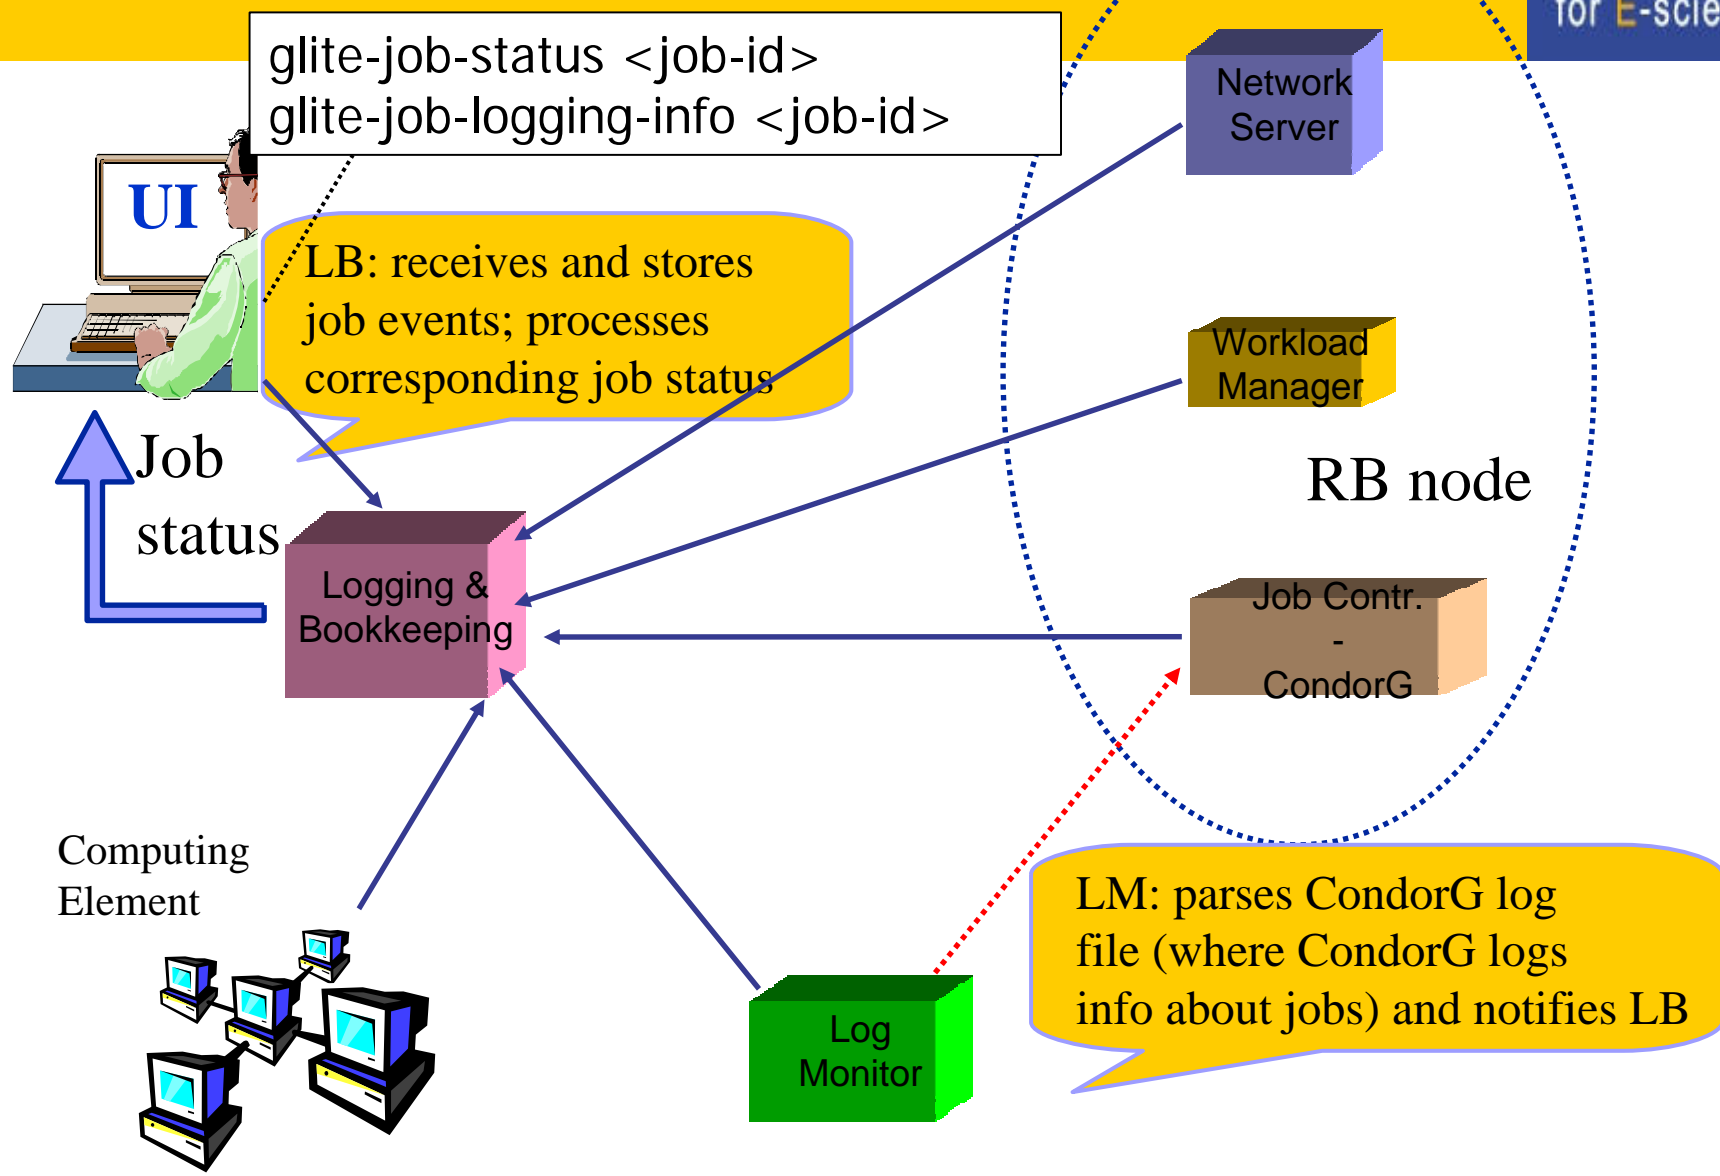 for E-scie
glite-job-status <job-id>
glite-job-logging-info <job-id>
Network
Server
UI
LB: receives and stores
job events; processes
corresponding job status
Workload
Manager
Job
status
RB node
Logging &
Bookkeeping
Job Contr.
-
CondorG
Computing
Element
LM: parses CondorG log
file (where CondorG logs
info about jobs) and notifies LB
Log
Monitor